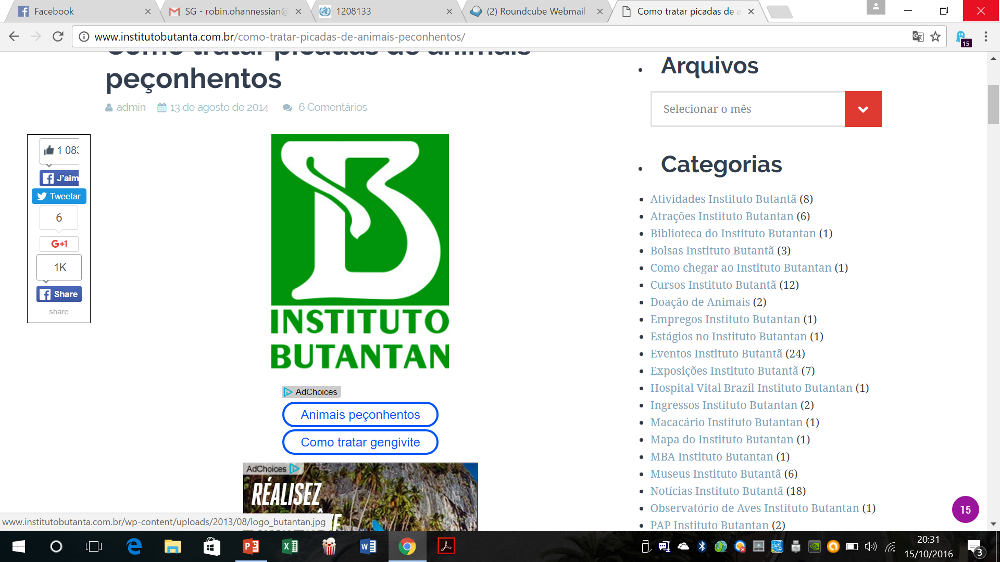 Facebook
SG - robin.ohannessian@
1208133
(2) Roundcube Webmail
Como tratar picadas de a
www.institutobutanta.com.br/como-tratar-picadas-de-animais-peconhentos/
15
Como tratar picadas de animais
peçonhentos
admin 13 de agosto de 2014 6 Comentários
1 083
J'aim
Tweetar
6
G+1
1K
Share
share
B
INSTITUTO
BUTANTAN
AdChoices
Animais peçonhentos
Como tratar gengivite
AdChoices
RÉALISEZ
www.institutobutanta.com.br/wp-content/uploads/2013/08/logo_butantan.jpg
Arquivos
Selecionar o mês
Categorias
Atividades Instituto Butantã (8)
Atrações Instituto Butantan (6)
Biblioteca do Instituto Butantan (1)
Bolsas Instituto Butantã (3)
Como chegar ao Instituto Butantan (1)
Cursos Instituto Butantã (12)
Doação de Animais (2)
Empregos Instituto Butantan (1)
Estágios no Instituto Butantan (1)
Eventos Instituto Butantã (24)
Exposições Instituto Butantã (7)
Hospital Vital Brazil Instituto Butantan (1)
Ingressos Instituto Butantan (2)
Macacário Instituto Butantan (1)
Mapa do Instituto Butantan (1)
MBA Instituto Butantan (1)
Museus Instituto Butantã (6)
Notícias Instituto Butantã (18)
Observatório de Aves Instituto Butantan (1)
PAP Instituto Butantan (2)
15
20:31
15/10/2016
3